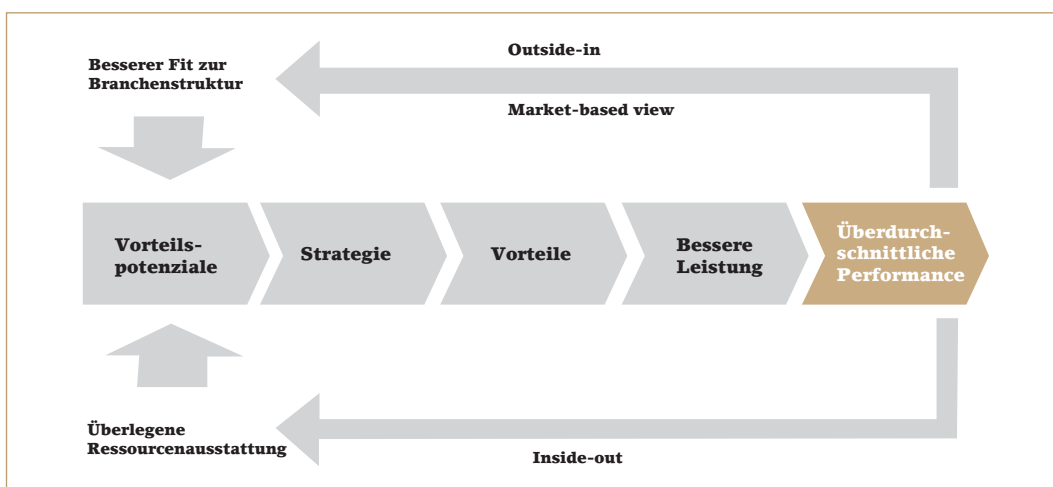 Outside-in
Besserer Fit zur
Branchenstruktur
Market-based view
Vorteils-
potenziale
Strategie
Vorteile
Bessere
Leistung
Überdurch-
schnittliche
Performance
Überlegene
Ressourcenausstattung
Inside-out